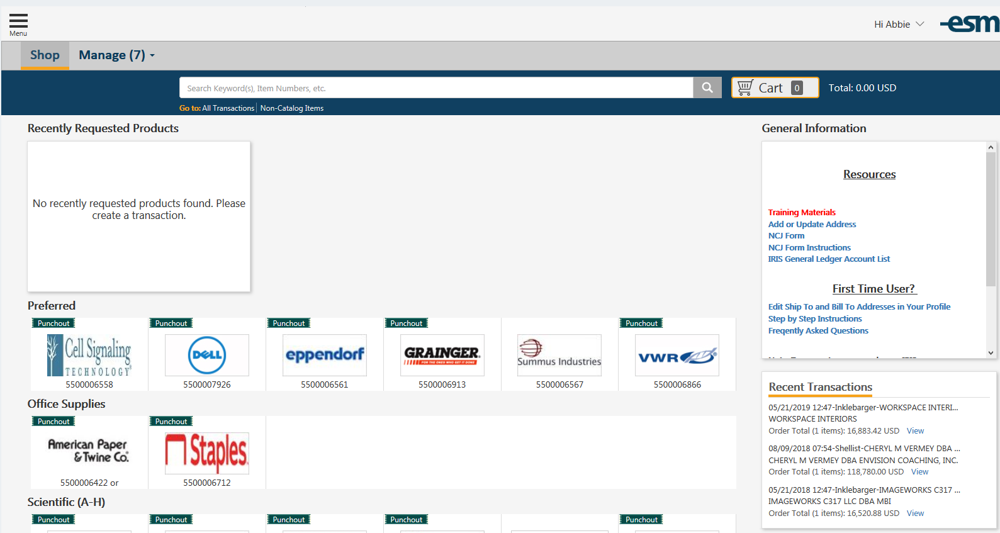 Menu
Hi Abbie
esm
Shop
Manage (7)
Search Keyword(s), Item Numbers, etc.
Cart 0
Total: 0.00 USD
Go to: All Transactions | Non-Catalog Items
Recently Requested Products
No recently requested products found. Please
create a transaction.
Preferred
Punchout
Cell Signaling
TECHNOLOGY®
5500006558
Punchout
DELL
5500007926
Punchout
eppendorf
5500006561
Punchout
GRAINGER.
FOR THE ONES WHO GET IT DONE
5500006913
Summus Industries
5500006567
Punchout
VWR
5500006866
Office Supplies
Punchout
American Paper
& Twine Co.
5500006422 or
Punchout
Staples.
5500006712
Scientific (A-H)
Punchout
Punchout
Punchout
Punchout
Punchout
General Information
Resources
Training Materials
Add or Update Address
NCJ Form
NCJ Form Instructions
IRIS General Ledger Account List
First Time User?
Edit Ship To and Bill To Addresses in Your Profile
Step by Step Instructions
Freqently Asked Questions
Recent Transactions
05/21/2019 12:47-Inklebarger-WORKSPACE INTERI...
WORKSPACE INTERIORS
Order Total (1 items): 16,883.42 USD View
08/09/2018 07:54-Shellist-CHERYL M VERMEY DBA ...
CHERYL M VERMEY DBA ENVISION COACHING, INC.
Order Total (1 items): 118,780.00 USD View
05/21/2018 12:47-Inklebarger-IMAGEWORKS C317 ...
IMAGEWORKS C317 LLC DBA MBI
Order Total (1 items): 16,520.88 USD View